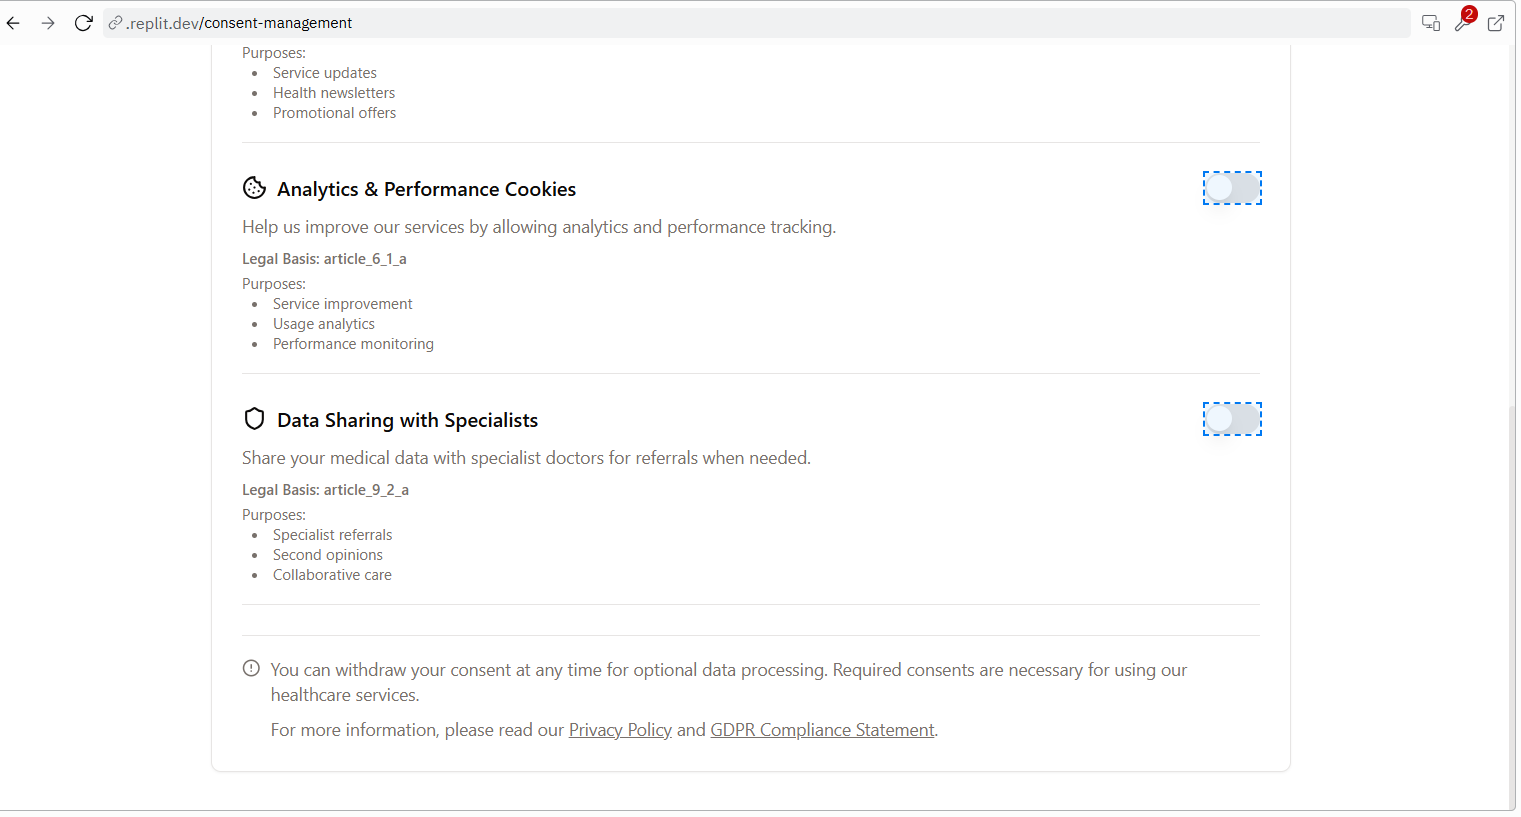 .replit.dev/consent-management
2
Purposes:
Service updates
Health newsletters
Promotional offers
Analytics & Performance Cookies
Help us improve our services by allowing analytics and performance tracking.
Legal Basis: article_6_1_a
Purposes:
Service improvement
Usage analytics
Performance monitoring
Data Sharing with Specialists
Share your medical data with specialist doctors for referrals when needed.
Legal Basis: article_9_2_a
Purposes:
Specialist referrals
Second opinions
Collaborative care
You can withdraw your consent at any time for optional data processing. Required consents are necessary for using our
healthcare services.
For more information, please read our Privacy Policy and GDPR Compliance Statement.